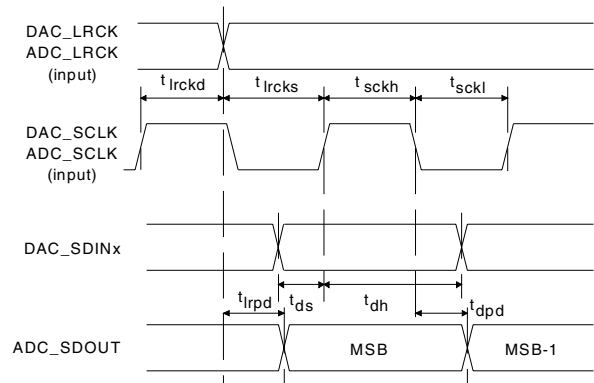 DAC_LRCK
ADC_LRCK
(input)
t lrckd
t lrcks
t sckh
t sckl
DAC_SCLK
ADC_SCLK
(input)
DAC_SDINx
t lrpd
t ds
t dh
t dpd
ADC_SDOUT
MSB
MSB-1